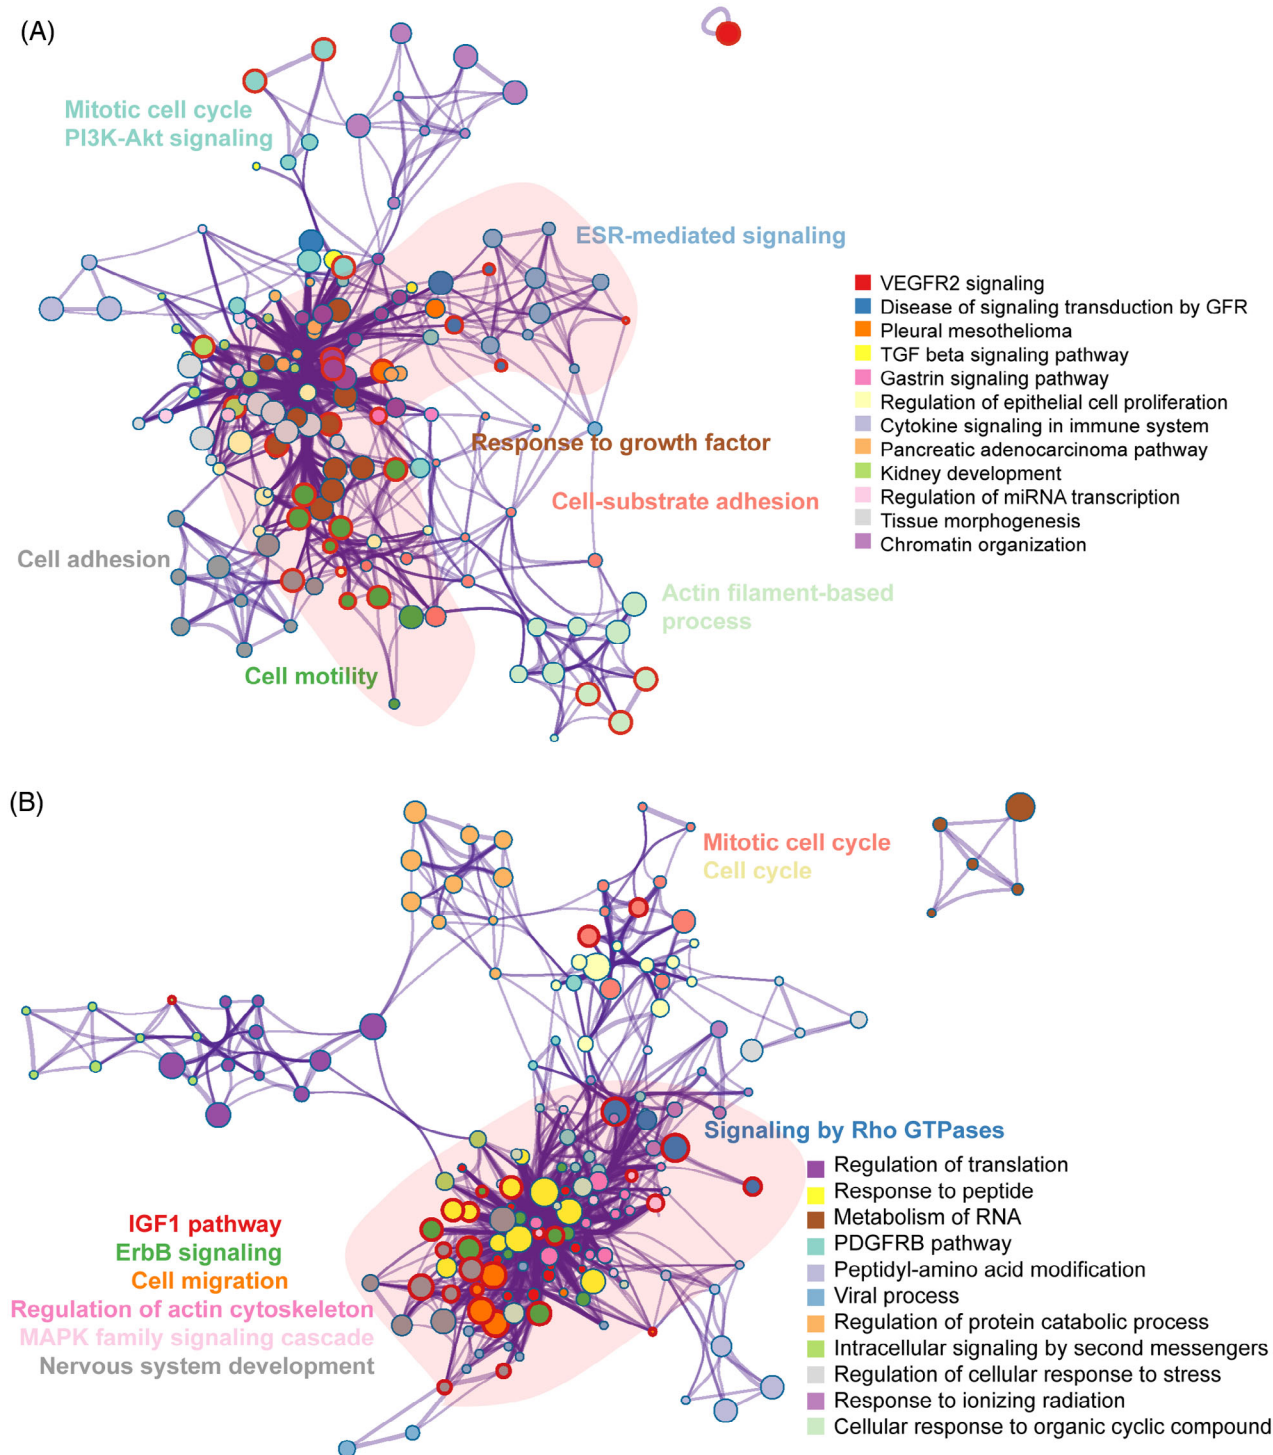 (A)
Mitotic cell cycle
PI3K-Akt signaling
ESR-mediated signaling
VEGFR2 signaling
Disease of signaling transduction by GFR
Pleural mesothelioma
TGF beta signaling pathway
Gastrin signaling pathway
Regulation of epithelial cell proliferation
Cytokine signaling in immune system
Pancreatic adenocarcinoma pathway
Kidney development
Regulation of miRNA transcription
Tissue morphogenesis
Chromatin organization
Response to growth factor
Cell-substrate adhesion
Cell adhesion
Actin filament-based
process
Cell motility
(B)
Mitotic cell cycle
Cell cycle
Signaling by Rho GTPases
Regulation of translation
Response to peptide
Metabolism of RNA
PDGFRB pathway
Peptidyl-amino acid modification
Viral process
Regulation of protein catabolic process
Intracellular signaling by second messengers
Regulation of cellular response to stress
Response to ionizing radiation
Cellular response to organic cyclic compound
IGF1 pathway
ErbB signaling
Cell migration
Regulation of actin cytoskeleton
MAPK family signaling cascade
Nervous system development